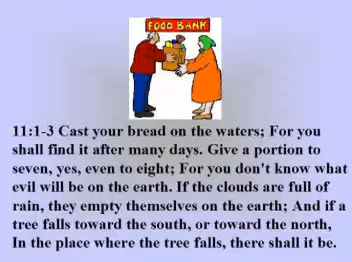 FOOD BANK
11:1-3 Cast your bread on the waters; For you
shall find it after many days. Give a portion to
seven, yes, even to eight; For you don't know what
evil will be on the earth. If the clouds are full of
rain, they empty themselves on the earth; And if a
tree falls toward the south, or toward the north,
In the place where the tree falls, there shall it be.